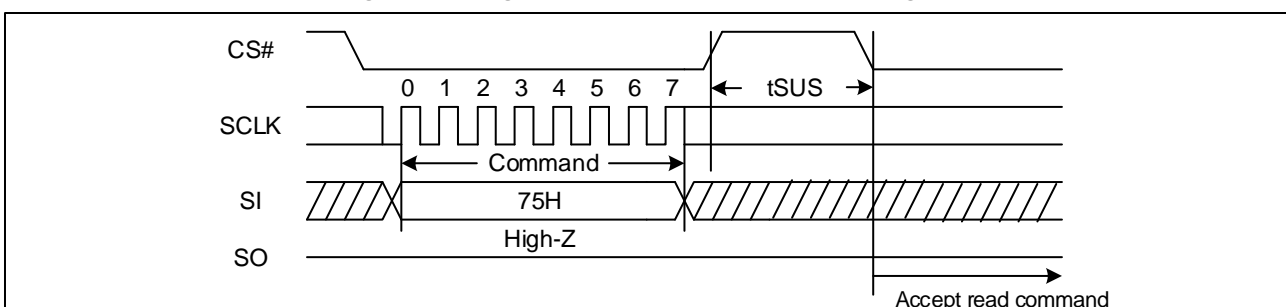 CS#
0 1 2 3 4 5 6 7
tSUS
SCLK
Command
SI
75H
High-Z
SO
Accept read command